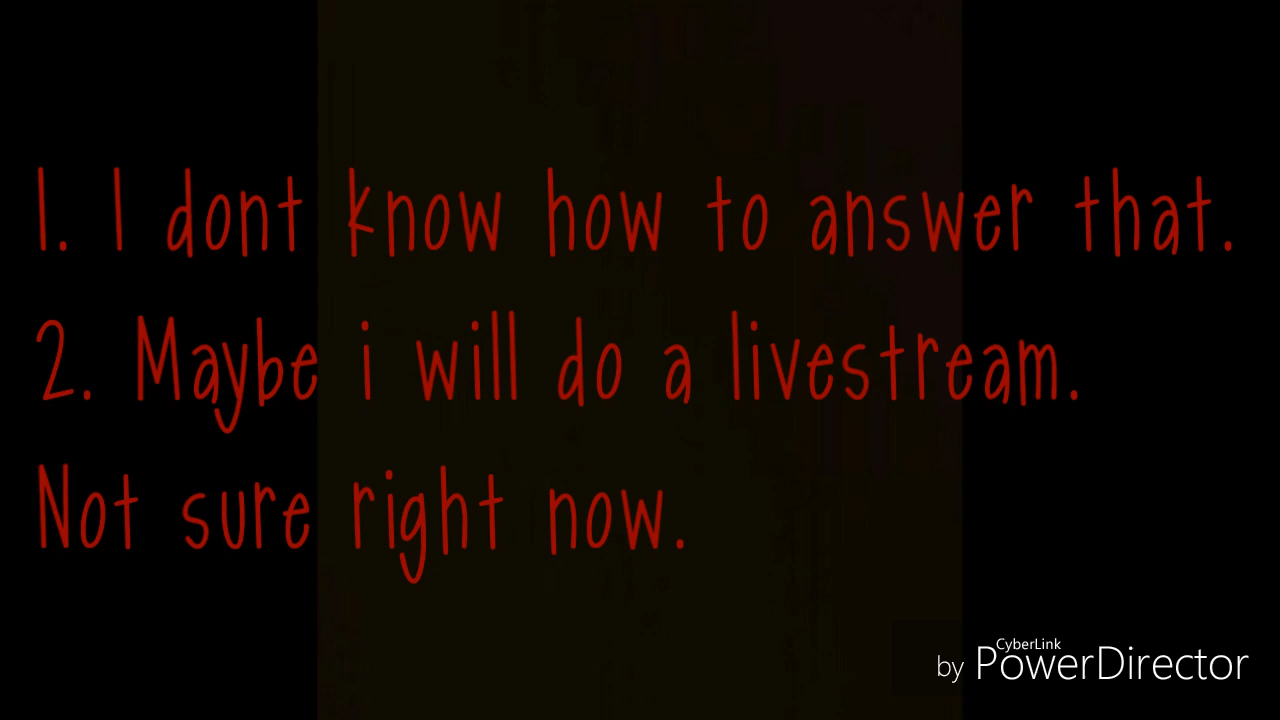 1. I dont know how to answer that.
2. Maybe i will do a livestream.
Not sure right now.
CyberLink
by PowerDirector